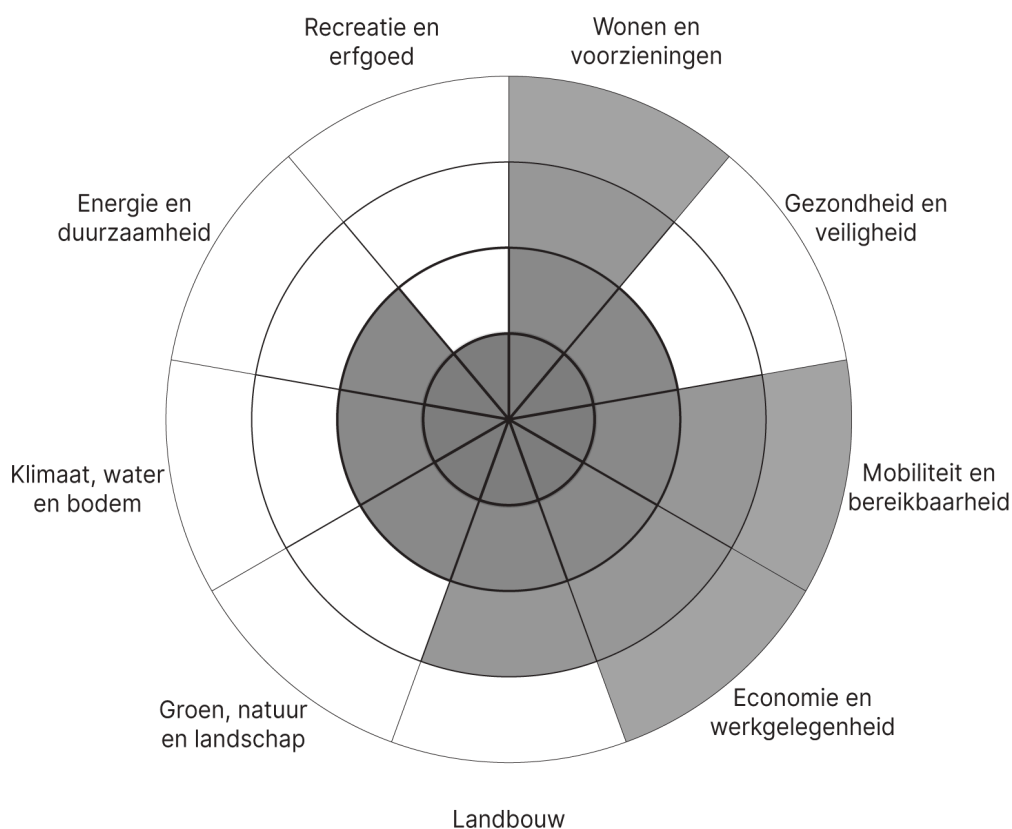 Recreatie en
erfgoed
Wonen en
voorzieningen
Energie en
duurzaamheid
Gezondheid en
veiligheid
Klimaat, water
en bodem
Mobiliteit en
bereikbaarheid
Groen, natuur
en landschap
Economie en
werkgelegenheid
Landbouw